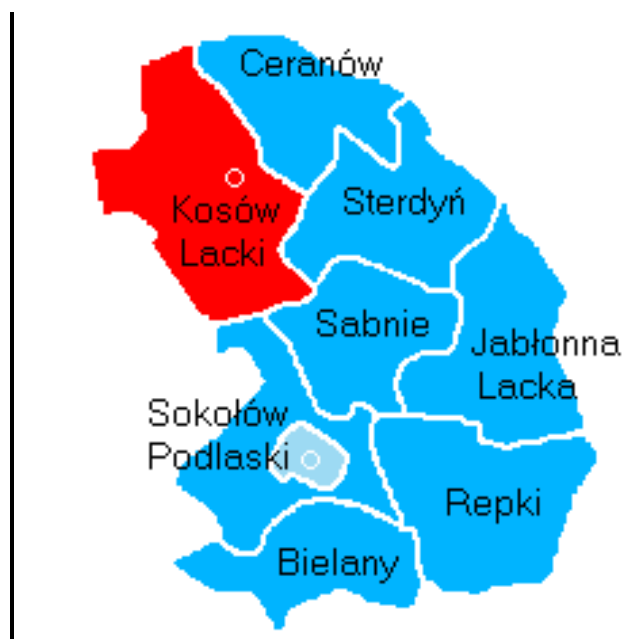 Ceranów
Kosów
Lacki
Sterdyń
Sabnie
Jabłonna
Lacka
Sokołów
Podlaski
Repki
Bielany